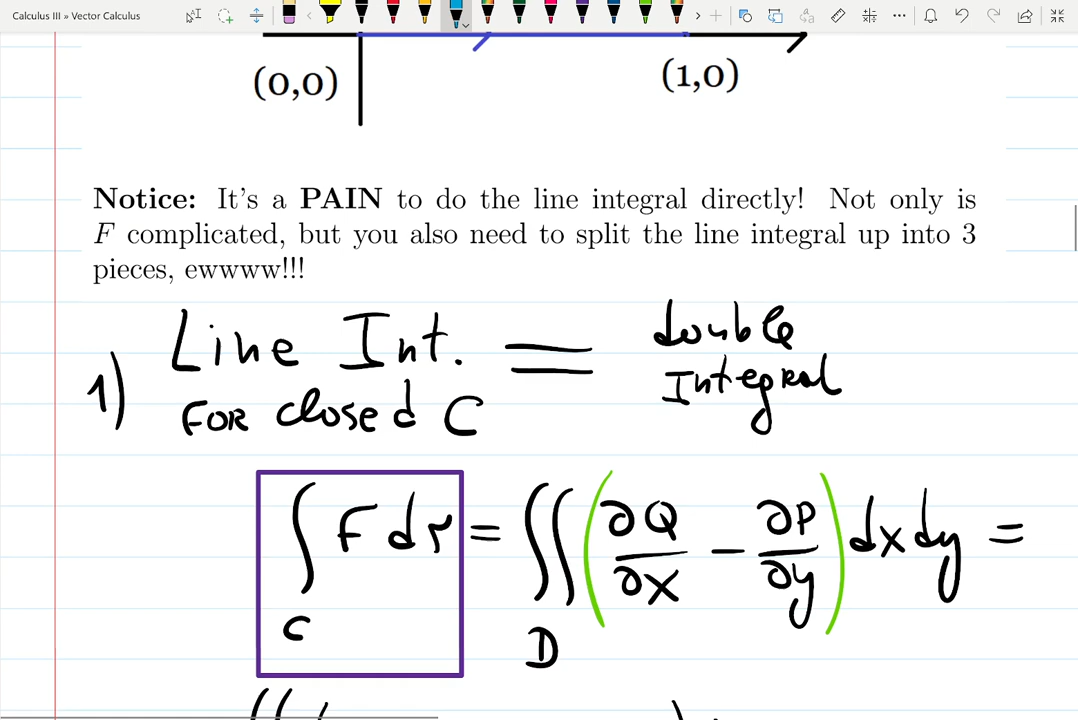 Calculus III » Vector Calculus
(0,0) (1,0)
Notice: It's a PAIN to do the line integral directly! Not only is
F complicated, but you also need to split the line integral up into 3
pieces, ewwww!!!
1) Line Int. = double Integral
FOR closed C
∫_C F dr = ∬_D (∂Q/∂x − ∂P/∂y) dx dy =